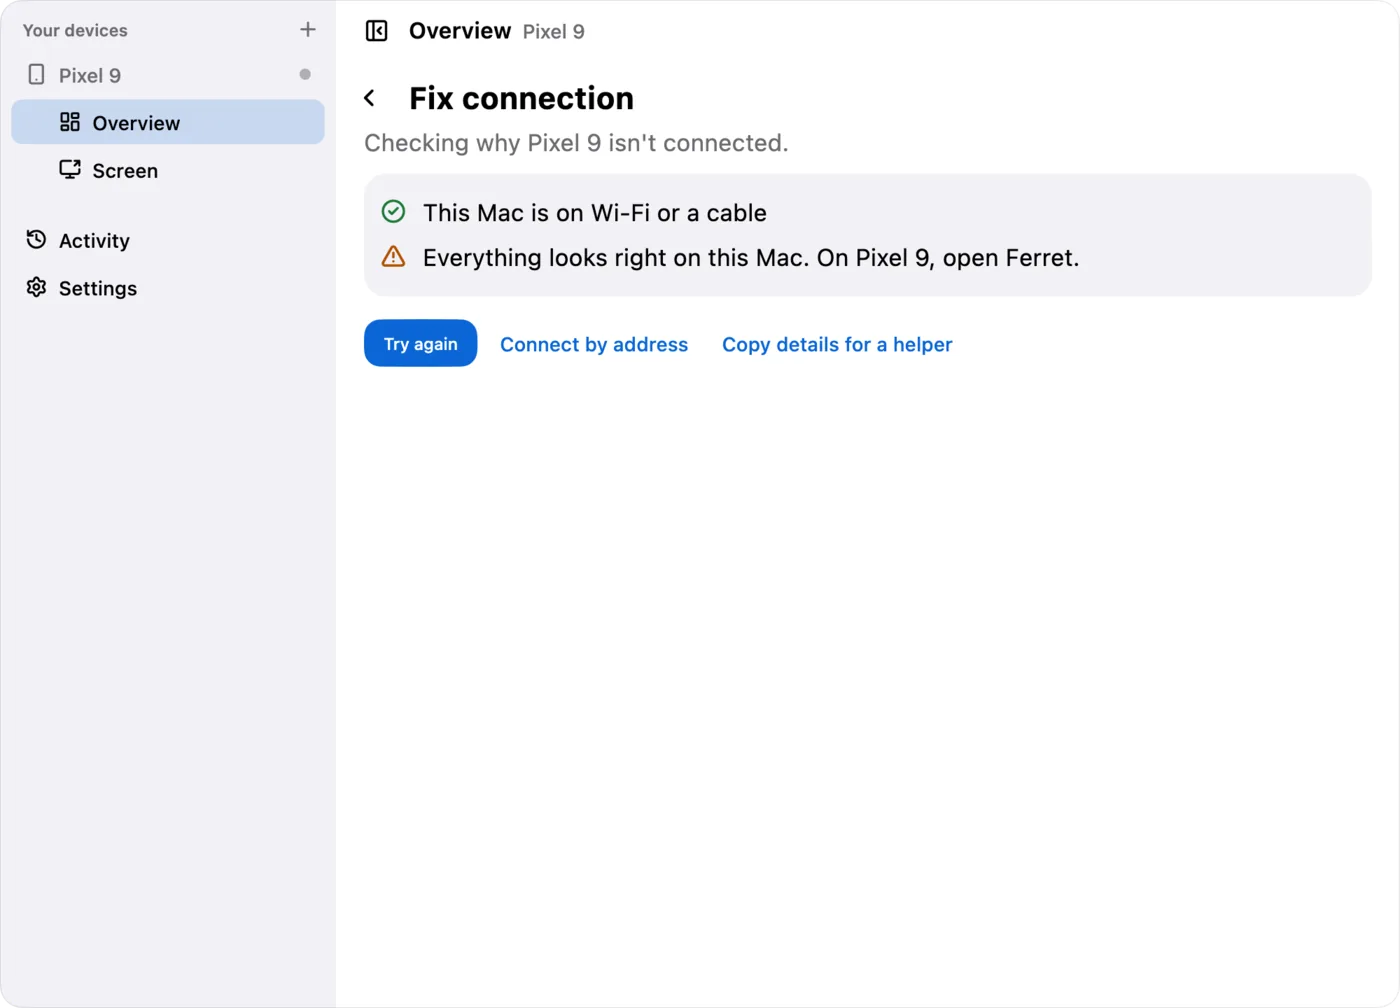 Your devices
Pixel 9
Overview
Screen
Activity
Settings
Overview Pixel 9
Fix connection
Checking why Pixel 9 isn't connected.
This Mac is on Wi-Fi or a cable
Everything looks right on this Mac. On Pixel 9, open Ferret.
Try again
Connect by address
Copy details for a helper